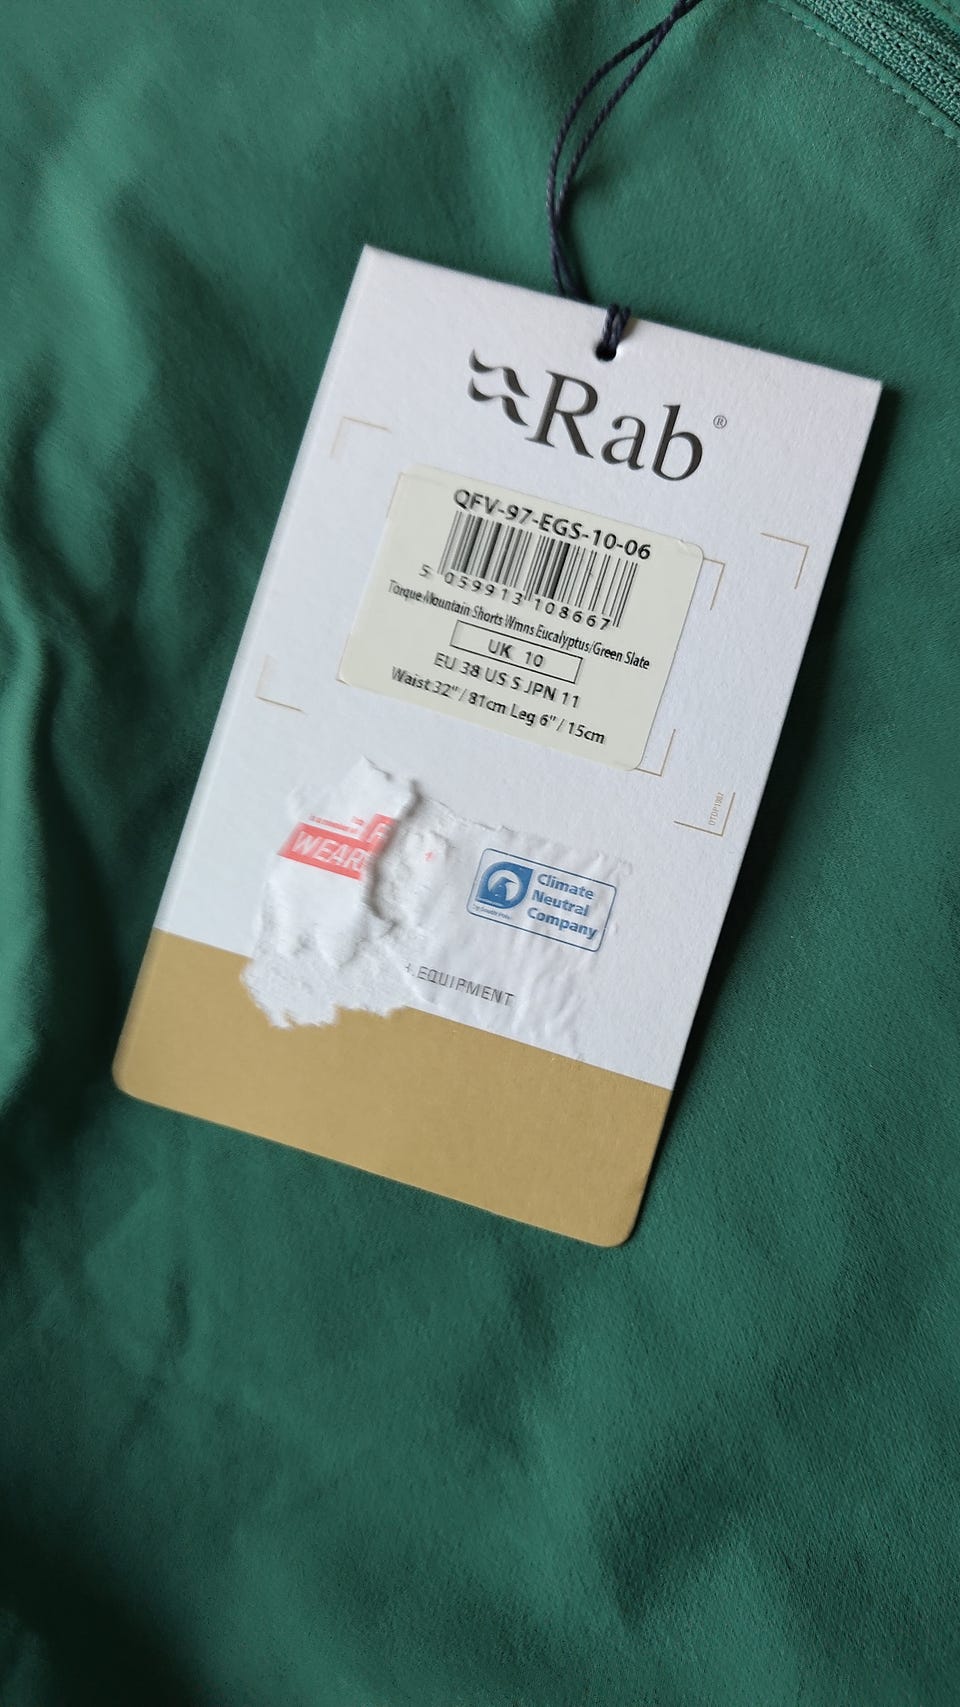 Rab®
QFV-97-EGS-10-06
5 059913 108667
Torque Mountain Shorts Wmns Eucalyptus/Green Slate
UK 10
EU 38 US S JPN 11
Waist 32" / 81cm Leg 6" / 15cm
OTDP1987
WEAR
Climate
Neutral
Company
EQUIPMENT